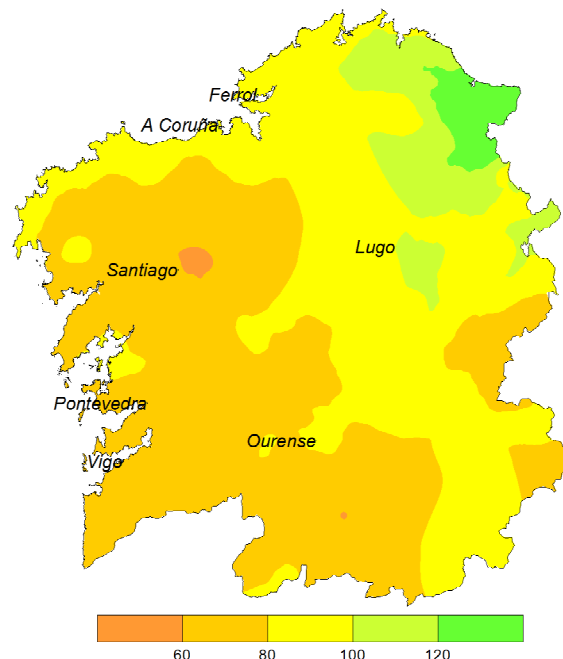 Ferrol
A Coruña
Lugo
Santiago
Pontevedra
Ourense
Vigo
60 80 100 120